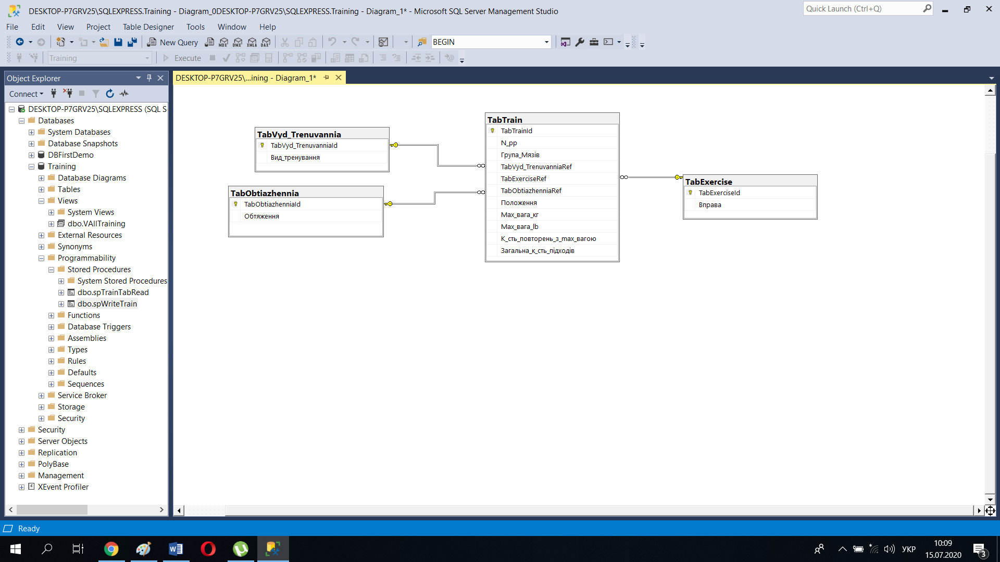 DESKTOP-P7GRV25\SQLEXPRESS.Training - Diagram_0DESKTOP-P7GRV25\SQLEXPRESS.Training - Diagram_1* - Microsoft SQL Server Management Studio
Quick Launch (Ctrl+Q)
File Edit View Project Table Designer Tools Window Help
New Query MDX DMX XMLA DAX BEGIN
Training Execute
Object Explorer
DESKTOP-P7GRV25\...ining - Diagram_1*
Connect
DESKTOP-P7GRV25\SQLEXPRESS (SQL S
Databases
System Databases
Database Snapshots
DBFirstDemo
Training
Database Diagrams
Tables
Views
System Views
dbo.VAllTraining
External Resources
Synonyms
Programmability
Stored Procedures
System Stored Procedures
dbo.spTrainTabRead
dbo.spWriteTrain
Functions
Database Triggers
Assemblies
Types
Rules
Defaults
Sequences
Service Broker
Storage
Security
Security
Server Objects
Replication
PolyBase
Management
XEvent Profiler
TabVyd_Trenuvannia
TabVyd_TrenuvanniaId
Вид_тренування
TabObtiazhennia
TabObtiazhenniaId
Обтяження
TabTrain
TabTrainId
N_pp
Група_Мязів
TabVyd_TrenuvanniaRef
TabExerciseRef
TabObtiazhenniaRef
Положення
Max_вага_кг
Max_вага_lb
К_сть_повторень_з_max_вагою
Загальна_к_сть_підходів
TabExercise
TabExerciseId
Вправа
Ready
УКР
10:09
15.07.2020
3